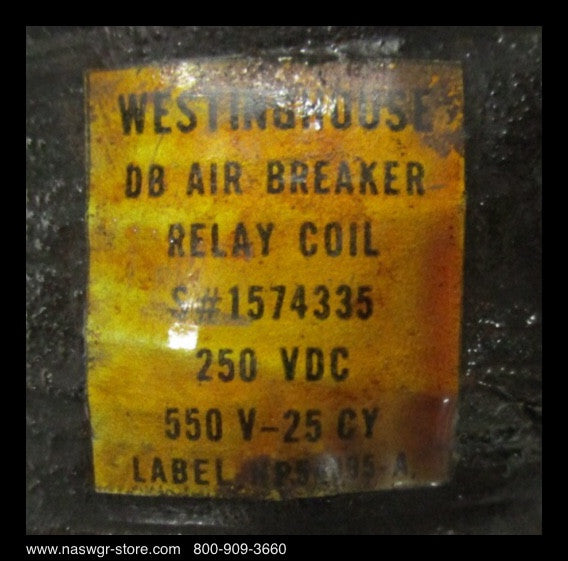 WESTINGHOUSE
DB AIR BREAKER
RELAY COIL
S#1574335
250 VDC
550 V-25 CY
LABEL
www.naswgr-store.com 800-909-3660